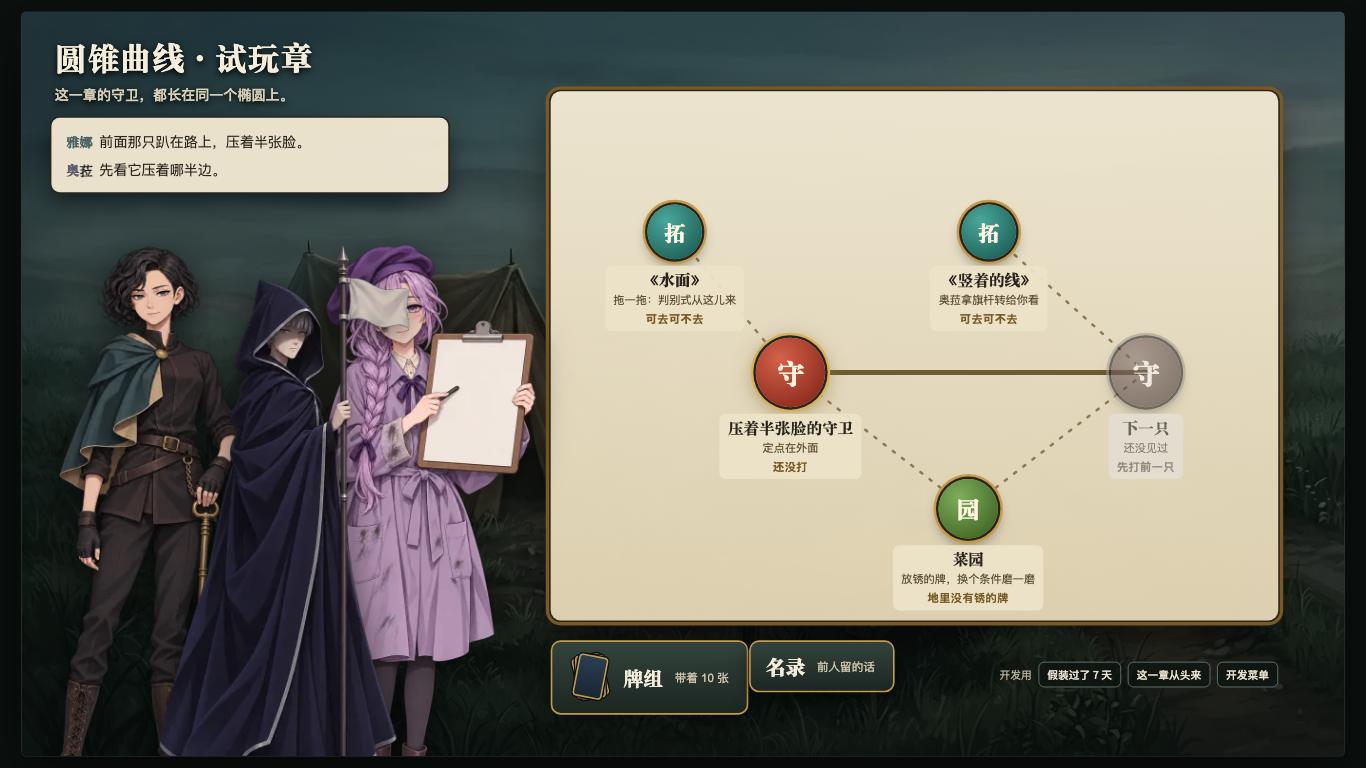 圆锥曲线·试玩章
这一章的守卫，都长在同一个椭圆上。
雅娜 前面那只趴在路上，压着半张脸。
奥菈 先看它压着哪半边。
拓
《水面》
拖一拖：判别式从这儿来
可去可不去
拓
《竖着的线》
奥菈拿旗杆转给你看
可去可不去
守
压着半张脸的守卫
定点在外面
还没打
守
下一只
还没见过
先打前一只
园
菜园
放锈的牌，换个条件磨一磨
地里没有锈的牌
牌组 带着 10 张
名录 前人留的话
开发用 假装过了 7 天 这一章从头来 开发菜单